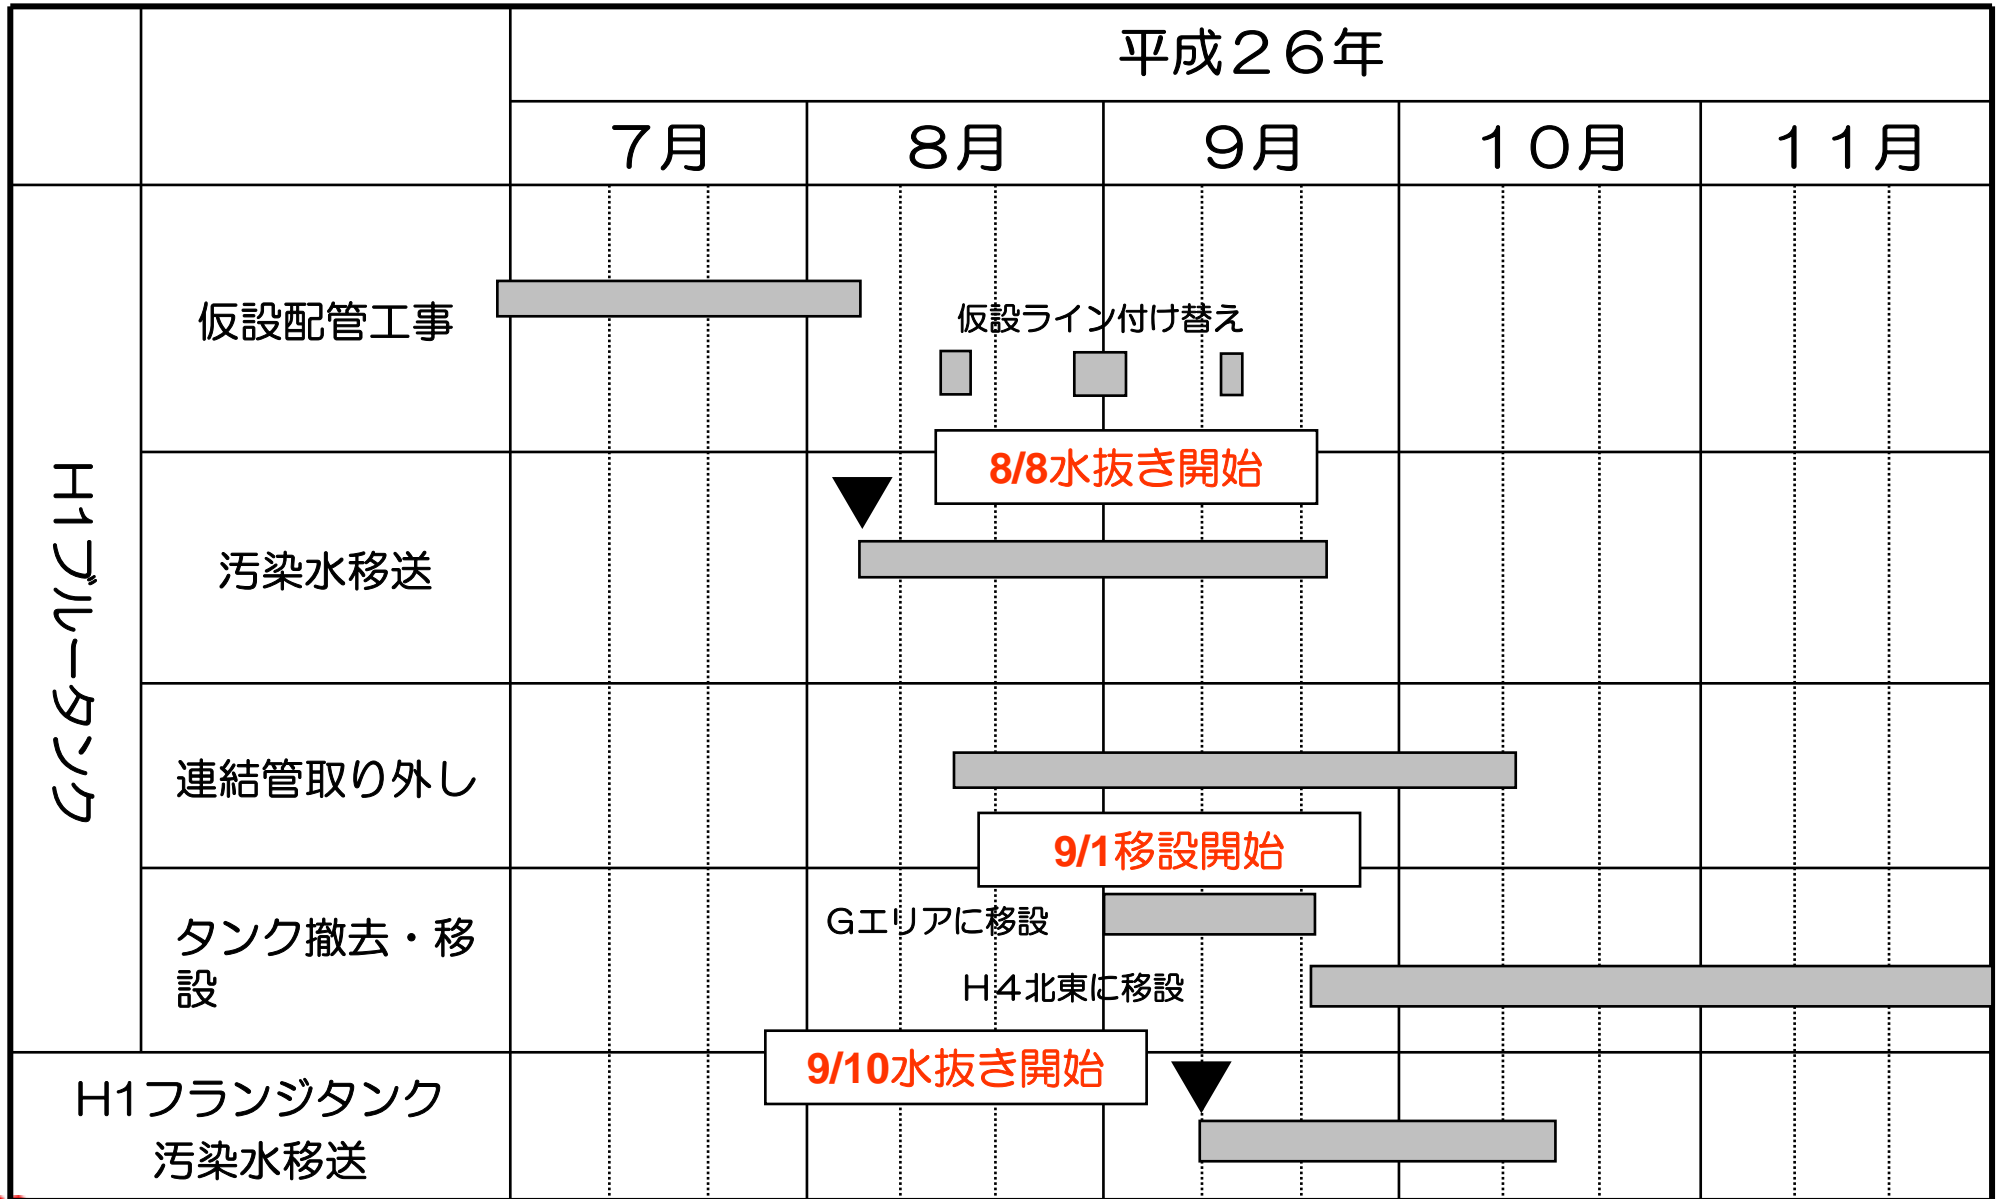 平成２６年
７月
８月
９月
１０月
１１月
Ｈ１ブルータンク
仮設配管工事
仮設ライン付け替え
8/8水抜き開始
汚染水移送
連結管取り外し
9/1移設開始
タンク撤去・移
設
Ｇエリアに移設
Ｈ４北東に移設
9/10水抜き開始
Ｈ１フランジタンク
汚染水移送